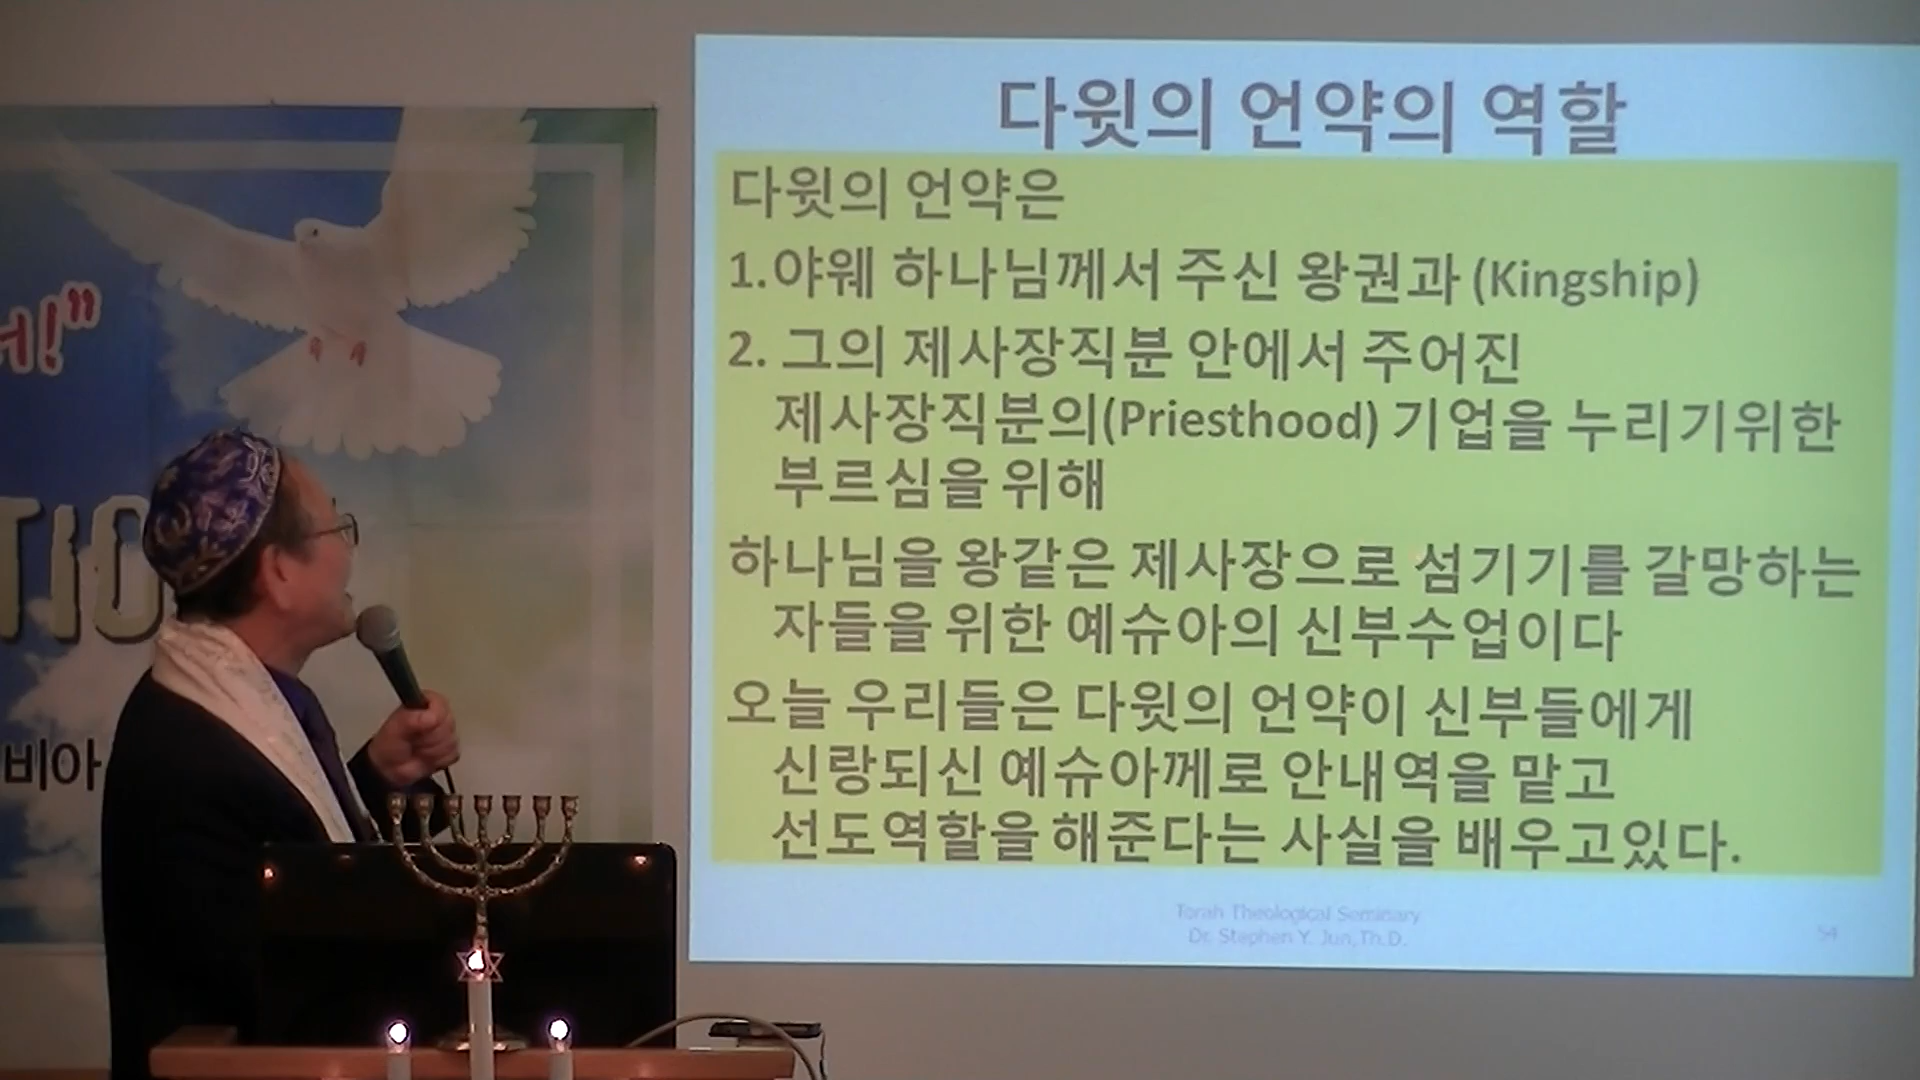 어!"
TIO
비아
다윗의 언약의 역할
다윗의 언약은
1.야웨 하나님께서 주신 왕권과 (Kingship)
2. 그의 제사장직분 안에서 주어진
제사장직분의(Priesthood) 기업을 누리기위한
부르심을 위해
하나님을 왕같은 제사장으로 섬기기를 갈망하는
자들을 위한 예슈아의 신부수업이다
오늘 우리들은 다윗의 언약이 신부들에게
신랑되신 예슈아께로 안내역을 맡고
선도역할을 해준다는 사실을 배우고있다.
Torah Theological Seminary
Dr. Stephen Y. Jun,Th.D.
54